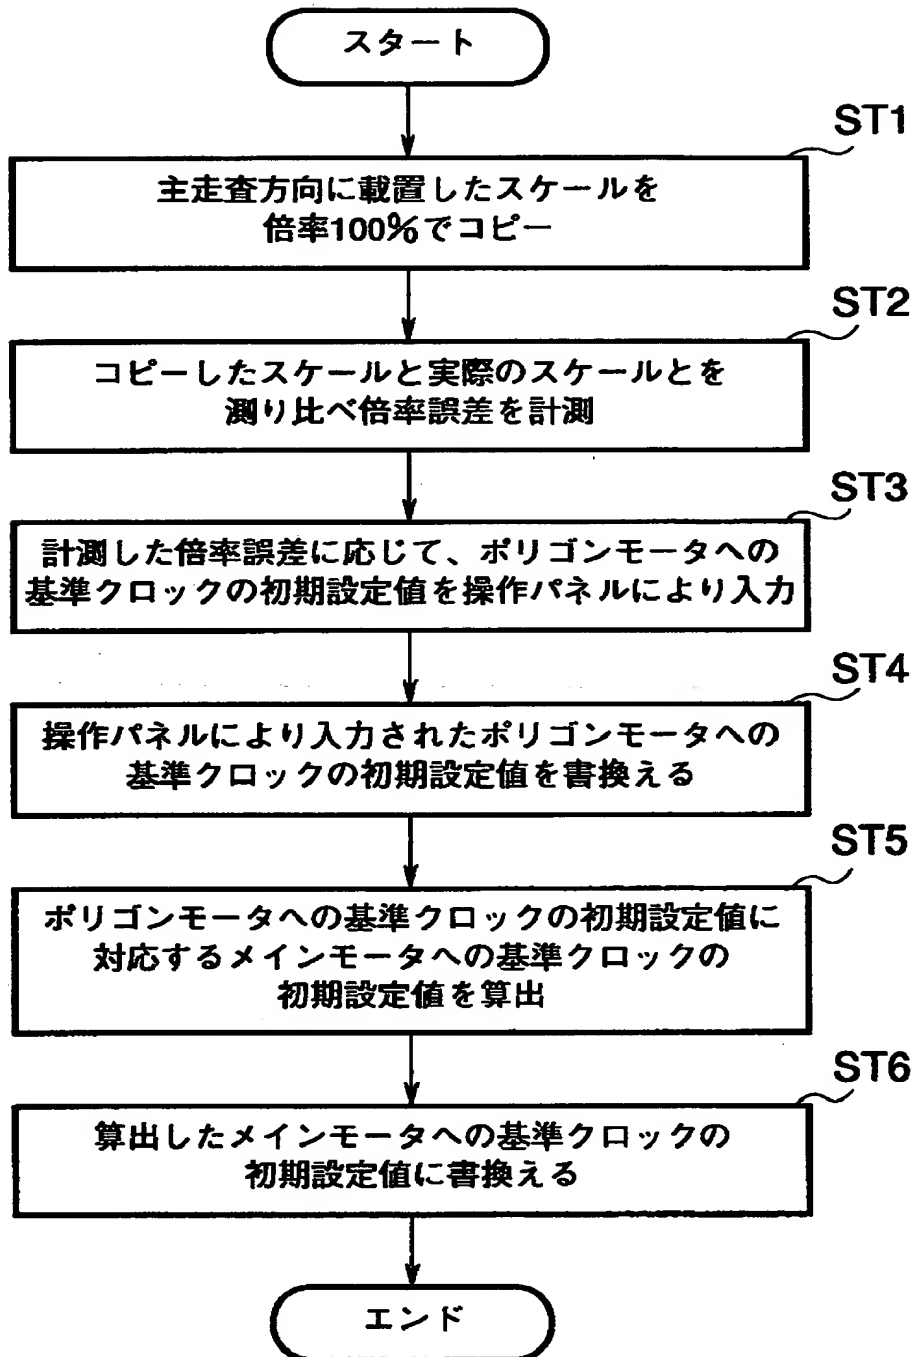 スタート
ST1
主走査方向に載置したスケールを
倍率100%でコピー
ST2
コピーしたスケールと実際のスケールとを
測り比べ倍率誤差を計測
ST3
計測した倍率誤差に応じて、ポリゴンモータへの
基準クロックの初期設定値を操作パネルにより入力
ST4
操作パネルにより入力されたポリゴンモータへの
基準クロックの初期設定値を書換える
ST5
ポリゴンモータへの基準クロックの初期設定値に
対応するメインモータへの基準クロックの
初期設定値を算出
ST6
算出したメインモータへの基準クロックの
初期設定値に書換える
エンド